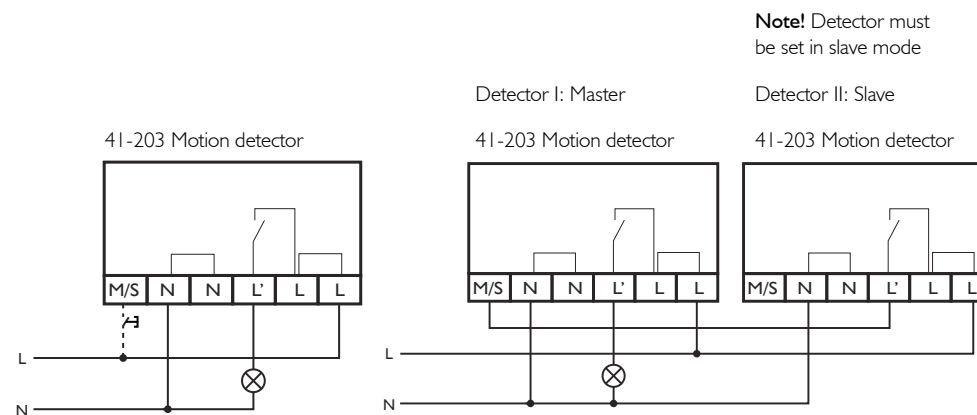 Note! Detector must
be set in slave mode
Detector I: Master
Detector II: Slave
41-203 Motion detector
41-203 Motion detector
41-203 Motion detector
M/S N N L' L L
M/S N N L' L L
M/S N N L' L L
L
L
N
N